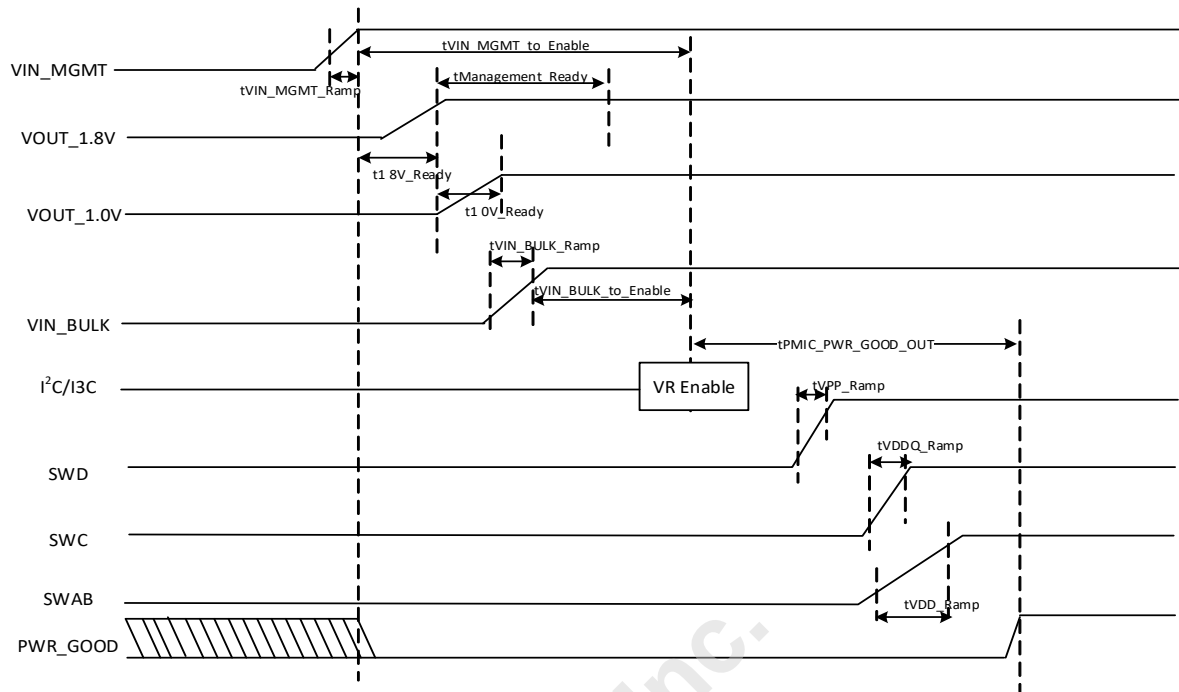 tVIN_MGMT_to_Enable
VIN_MGMT
tManagement_Ready
tVIN_MGMT_Ramp
VOUT_1.8V
t1 8V_Ready
t1 0V_Ready
VOUT_1.0V
tVIN_BULK_Ramp
tVIN_BULK_to_Enable
VIN_BULK
tPMIC_PWR_GOOD_OUT
I²C/I3C
VR Enable
tVPP_Ramp
tVDDQ_Ramp
SWD
SWC
SWAB
tVDD_Ramp
PWR_GOOD
Inc.